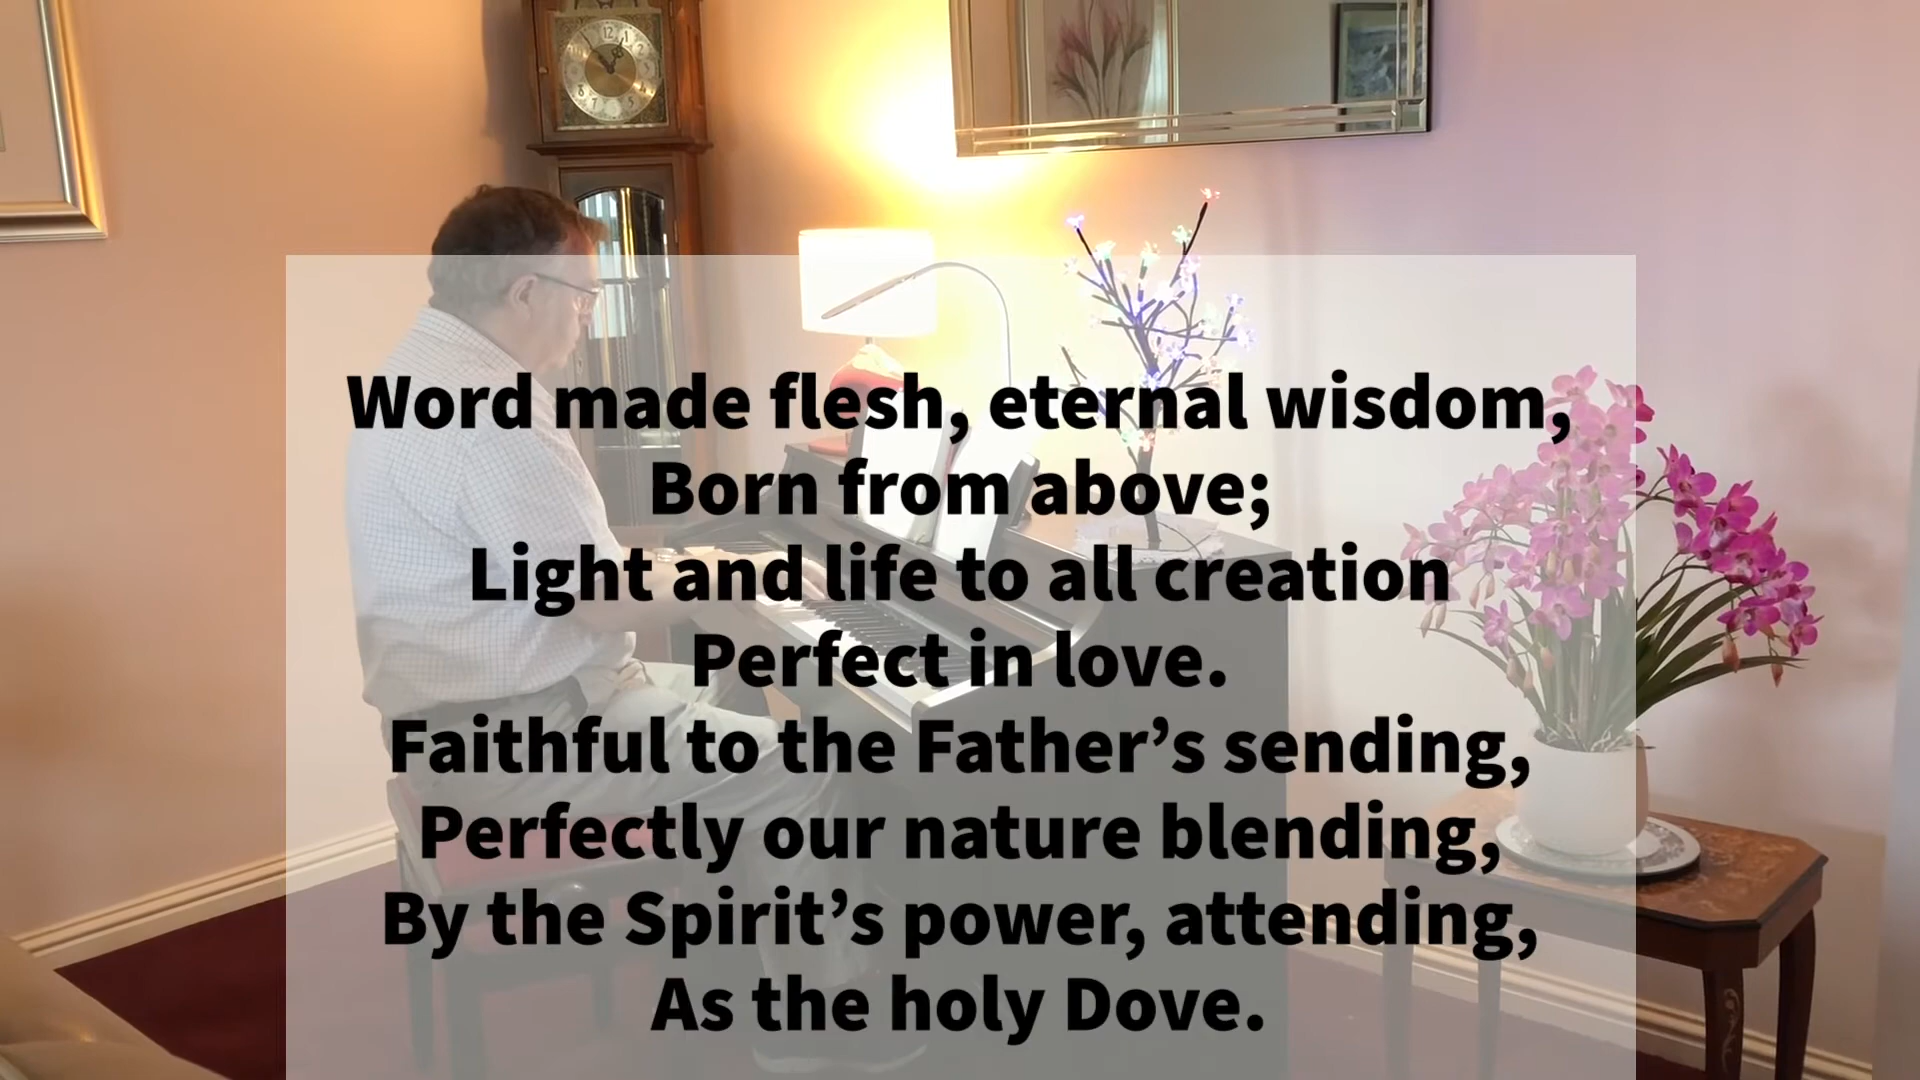 Word made flesh, eternal wisdom,
Born from above;
Light and life to all creation
Perfect in love.
Faithful to the Father’s sending,
Perfectly our nature blending,
By the Spirit’s power, attending,
As the holy Dove.